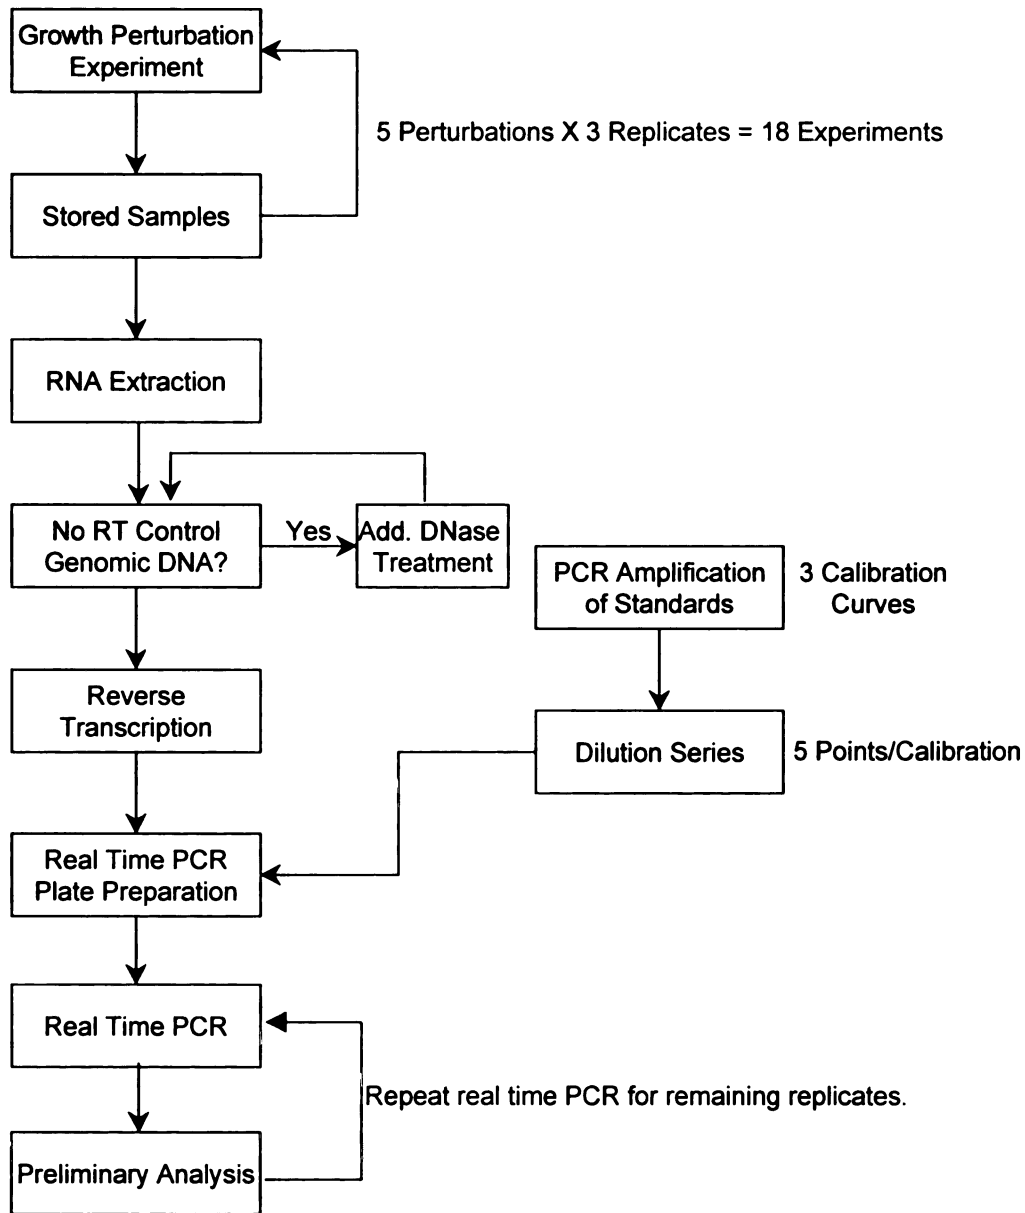 Growth Perturbation
Experiment
5 Perturbations X 3 Replicates = 18 Experiments
Stored Samples
RNA Extraction
No RT Control
Genomic DNA?
Yes
Add. DNase
Treatment
PCR Amplification
of Standards
3 Calibration
Curves
Reverse
Transcription
Dilution Series
5 Points/Calibration
Real Time PCR
Plate Preparation
Real Time PCR
Repeat real time PCR for remaining replicates.
Preliminary Analysis